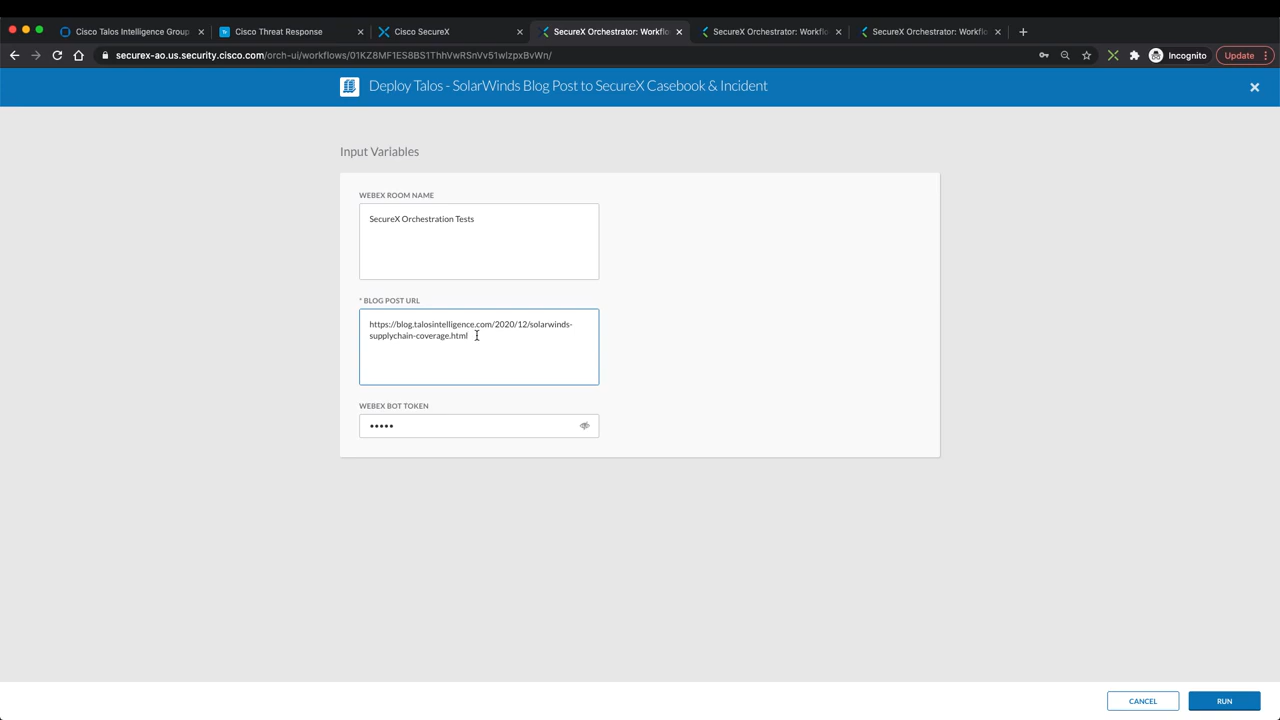 Cisco Talos Intelligence Group
Cisco Threat Response
Cisco SecureX
SecureX Orchestrator: Workflo
SecureX Orchestrator: Workflo
SecureX Orchestrator: Workflo
securex-ao.us.security.cisco.com/orch-ui/workflows/01KZ8MF1ES8BS1ThhVwRSnVv51wIzpxBvWn/
Incognito
Update
Deploy Talos - SolarWinds Blog Post to SecureX Casebook & Incident
Input Variables
WEBEX ROOM NAME
SecureX Orchestration Tests
* BLOG POST URL
https://blog.talosintelligence.com/2020/12/solarwinds-
supplychain-coverage.html
WEBEX BOT TOKEN
•••••
CANCEL
RUN